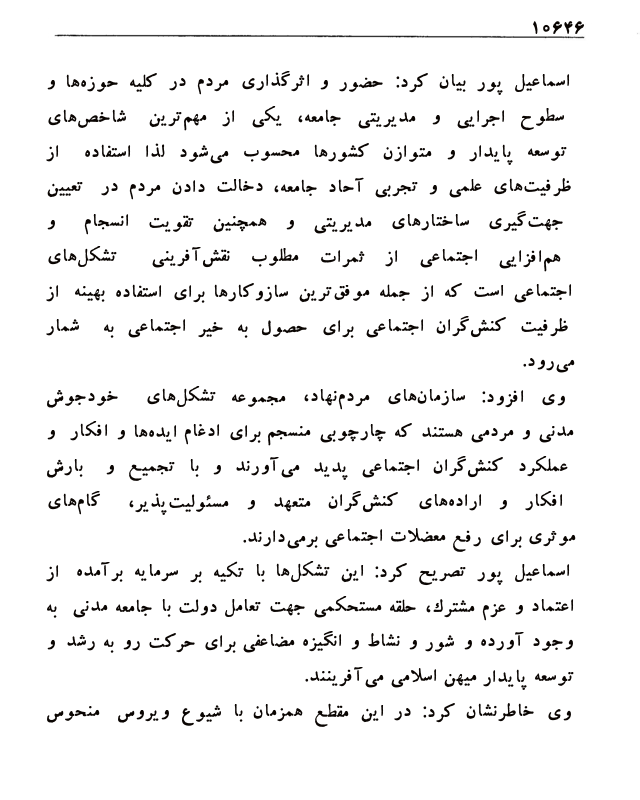 ۱۰۶۴۶
اسماعیل پور بیان کرد: حضور و اثرگذاری مردم در کلیه حوزه‌ها و
سطوح اجرایی و مدیریتی جامعه، یکی از مهم‌ترین شاخص‌های
توسعه پایدار و متوازن کشورها محسوب می‌شود لذا استفاده از
ظرفیت‌های علمی و تجربی آحاد جامعه، دخالت دادن مردم در تعیین
جهت‌گیری ساختارهای مدیریتی و همچنین تقویت انسجام و
هم‌افزایی اجتماعی از ثمرات مطلوب نقش‌آفرینی تشکل‌های
اجتماعی است که از جمله موفق‌ترین سازوکارها برای استفاده بهینه از
ظرفیت کنش‌گران اجتماعی برای حصول به خیر اجتماعی به شمار
می‌رود.
وی افزود: سازمان‌های مردم‌نهاد، مجموعه تشکل‌های خودجوش
مدنی و مردمی هستند که چارچوبی منسجم برای ادغام ایده‌ها و افکار و
عملکرد کنش‌گران اجتماعی پدید می‌آورند و با تجمیع و بارش
افکار و اراده‌های کنش‌گران متعهد و مسئولیت‌پذیر، گام‌های
موثری برای رفع معضلات اجتماعی برمی‌دارند.
اسماعیل پور تصریح کرد: این تشکل‌ها با تکیه بر سرمایه برآمده از
اعتماد و عزم مشترك، حلقه مستحکمی جهت تعامل دولت با جامعه مدنی به
وجود آورده و شور و نشاط و انگیزه مضاعفی برای حرکت رو به رشد و
توسعه پایدار میهن اسلامی می‌آفرینند.
وی خاطرنشان کرد: در این مقطع همزمان با شیوع ویروس منحوس